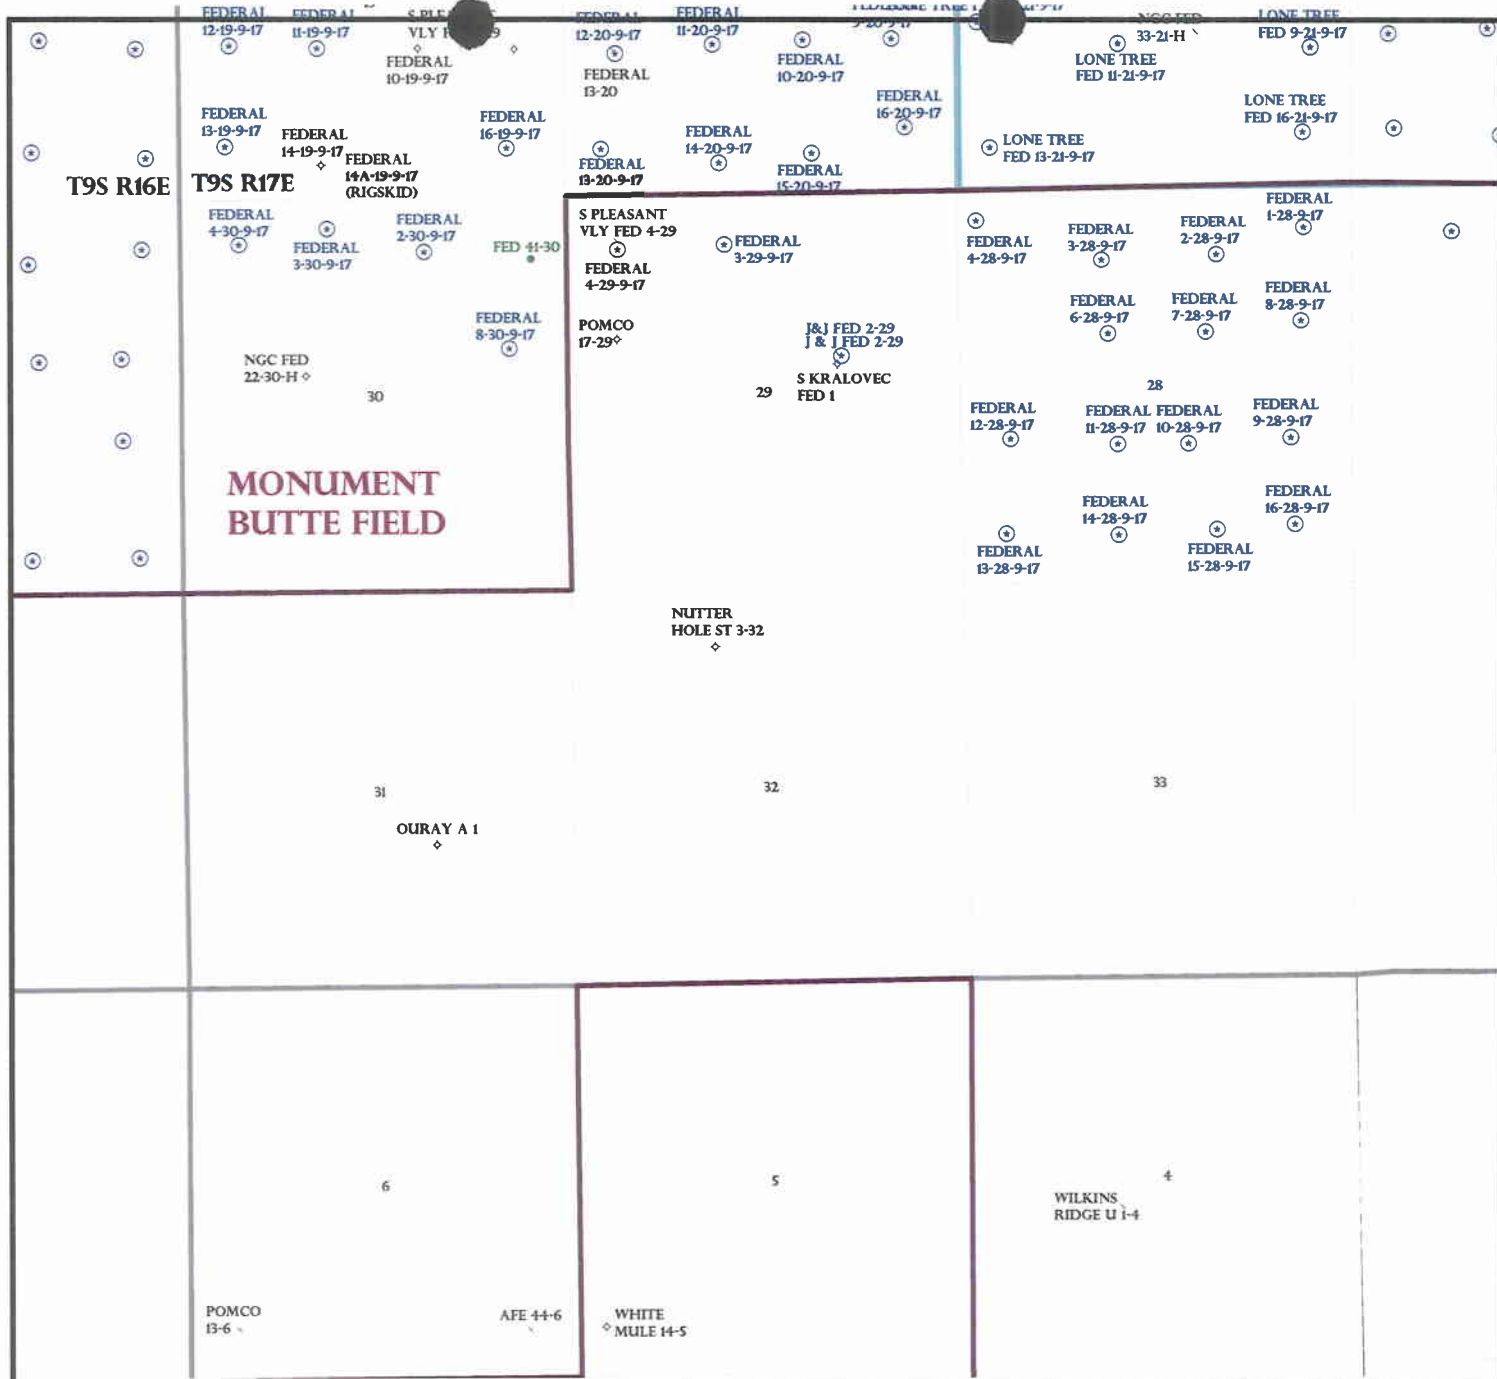 FEDERAL
12-19-9-17
FEDERAL
11-19-9-17
VLY
FEDERAL
10-19-9-17
FEDERAL
12-20-9-17
FEDERAL
13-20
FEDERAL
11-20-9-17
FEDERAL
10-20-9-17
9-20-9-17
NGC FED
33-21-H
LONE TREE
FED 11-21-9-17
LONE TREE
FED 9-21-9-17
FEDERAL
13-19-9-17
FEDERAL
14-19-9-17
FEDERAL
14A-19-9-17
(RIGSKID)
FEDERAL
16-19-9-17
FEDERAL
13-20-9-17
FEDERAL
14-20-9-17
FEDERAL
15-20-9-17
FEDERAL
16-20-9-17
LONE TREE
FED 13-21-9-17
LONE TREE
FED 16-21-9-17
T9S R16E
T9S R17E
FEDERAL
4-30-9-17
FEDERAL
3-30-9-17
FEDERAL
2-30-9-17
FED 41-30
S PLEASANT
VLY FED 4-29
FEDERAL
4-29-9-17
FEDERAL
3-29-9-17
FEDERAL
4-28-9-17
FEDERAL
3-28-9-17
FEDERAL
2-28-9-17
FEDERAL
1-28-9-17
FEDERAL
8-30-9-17
POMCO
17-29
J&J FED 2-29
J & J FED 2-29
S KRALOVEC
FED 1
FEDERAL
6-28-9-17
FEDERAL
7-28-9-17
FEDERAL
8-28-9-17
NGC FED
22-30-H
30
29
28
FEDERAL
12-28-9-17
FEDERAL
11-28-9-17
FEDERAL
10-28-9-17
FEDERAL
9-28-9-17
MONUMENT
BUTTE FIELD
FEDERAL
13-28-9-17
FEDERAL
14-28-9-17
FEDERAL
15-28-9-17
FEDERAL
16-28-9-17
NUTTER
HOLE ST 3-32
31
32
33
OURAY A 1
6
5
4
WILKINS
RIDGE U 1-4
POMCO
13-6
AFE 44-6
WHITE
MULE 14-5